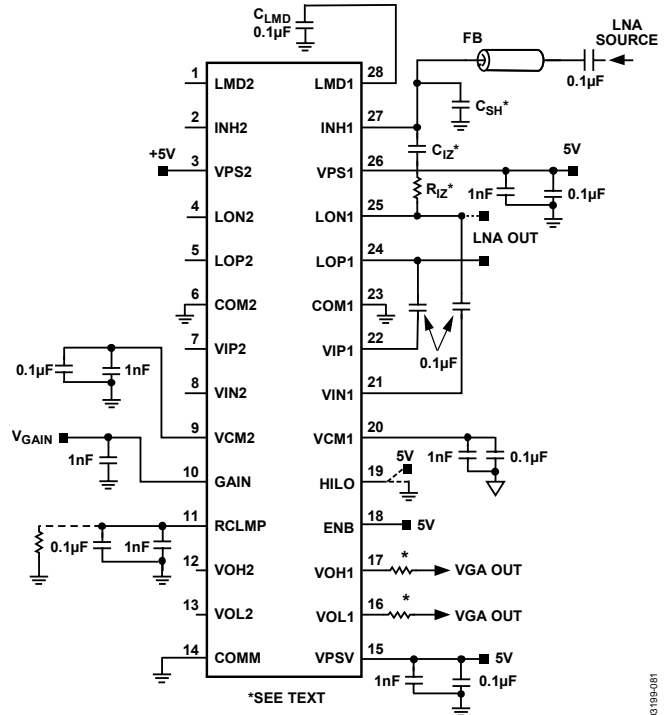 CLMD
0.1µF
FB
LNA
SOURCE
0.1µF
1
LMD2
LMD1
28
CSH*
2
INH2
INH1
27
CIZ*
+5V
3
VPS2
VPS1
26
5V
RIZ*
1nF
0.1µF
4
LON2
LON1
25
LNA OUT
5
LOP2
LOP1
24
6
COM2
COM1
23
7
VIP2
VIP1
22
0.1µF
0.1µF
1nF
8
VIN2
VIN1
21
9
VCM2
VCM1
20
VGAIN
1nF
1nF
0.1µF
10
GAIN
HILO
19
5V
11
RCLMP
ENB
18
5V
0.1µF
1nF
12
VOH2
VOH1
17
*
VGA OUT
13
VOL2
VOL1
16
*
VGA OUT
14
COMM
VPSV
15
5V
1nF
0.1µF
*SEE TEXT
03199-081